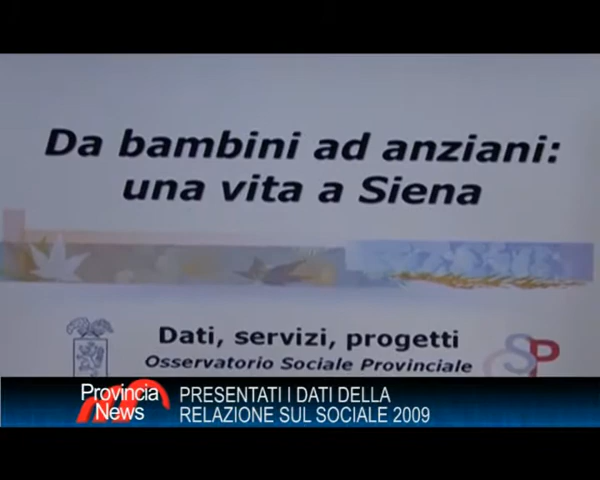 Da bambini ad anziani:
una vita a Siena
Dati, servizi, progetti
Osservatorio Sociale Provinciale
SP
Provincia
News
PRESENTATI I DATI DELLA
RELAZIONE SUL SOCIALE 2009